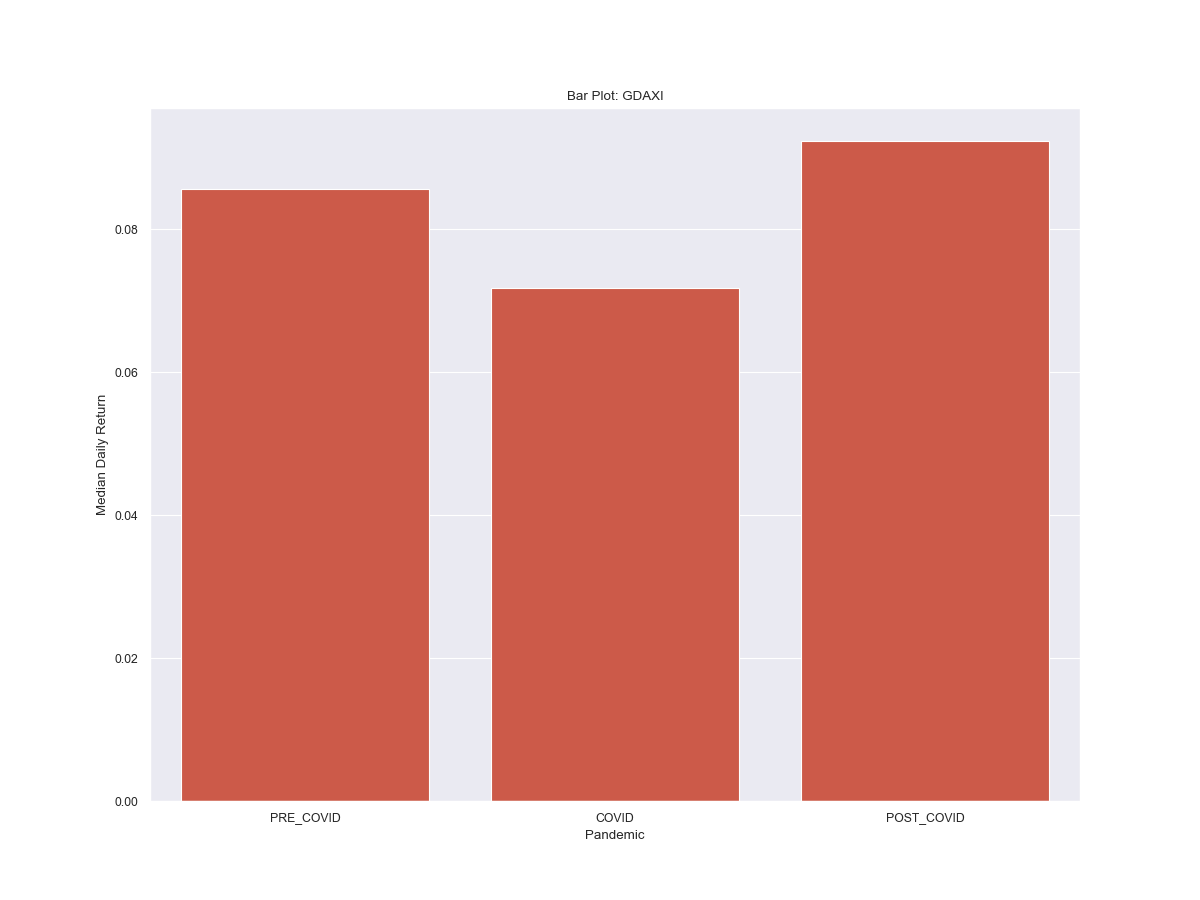 Bar Plot: GDAXI
Median Daily Return
0.08
0.06
0.04
0.02
0.00
PRE_COVID
COVID
POST_COVID
Pandemic